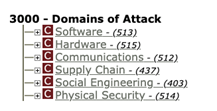 3000 - Domains of Attack
C Software - (513)
C Hardware - (515)
C Communications - (512)
C Supply Chain - (437)
C Social Engineering - (403)
C Physical Security - (514)